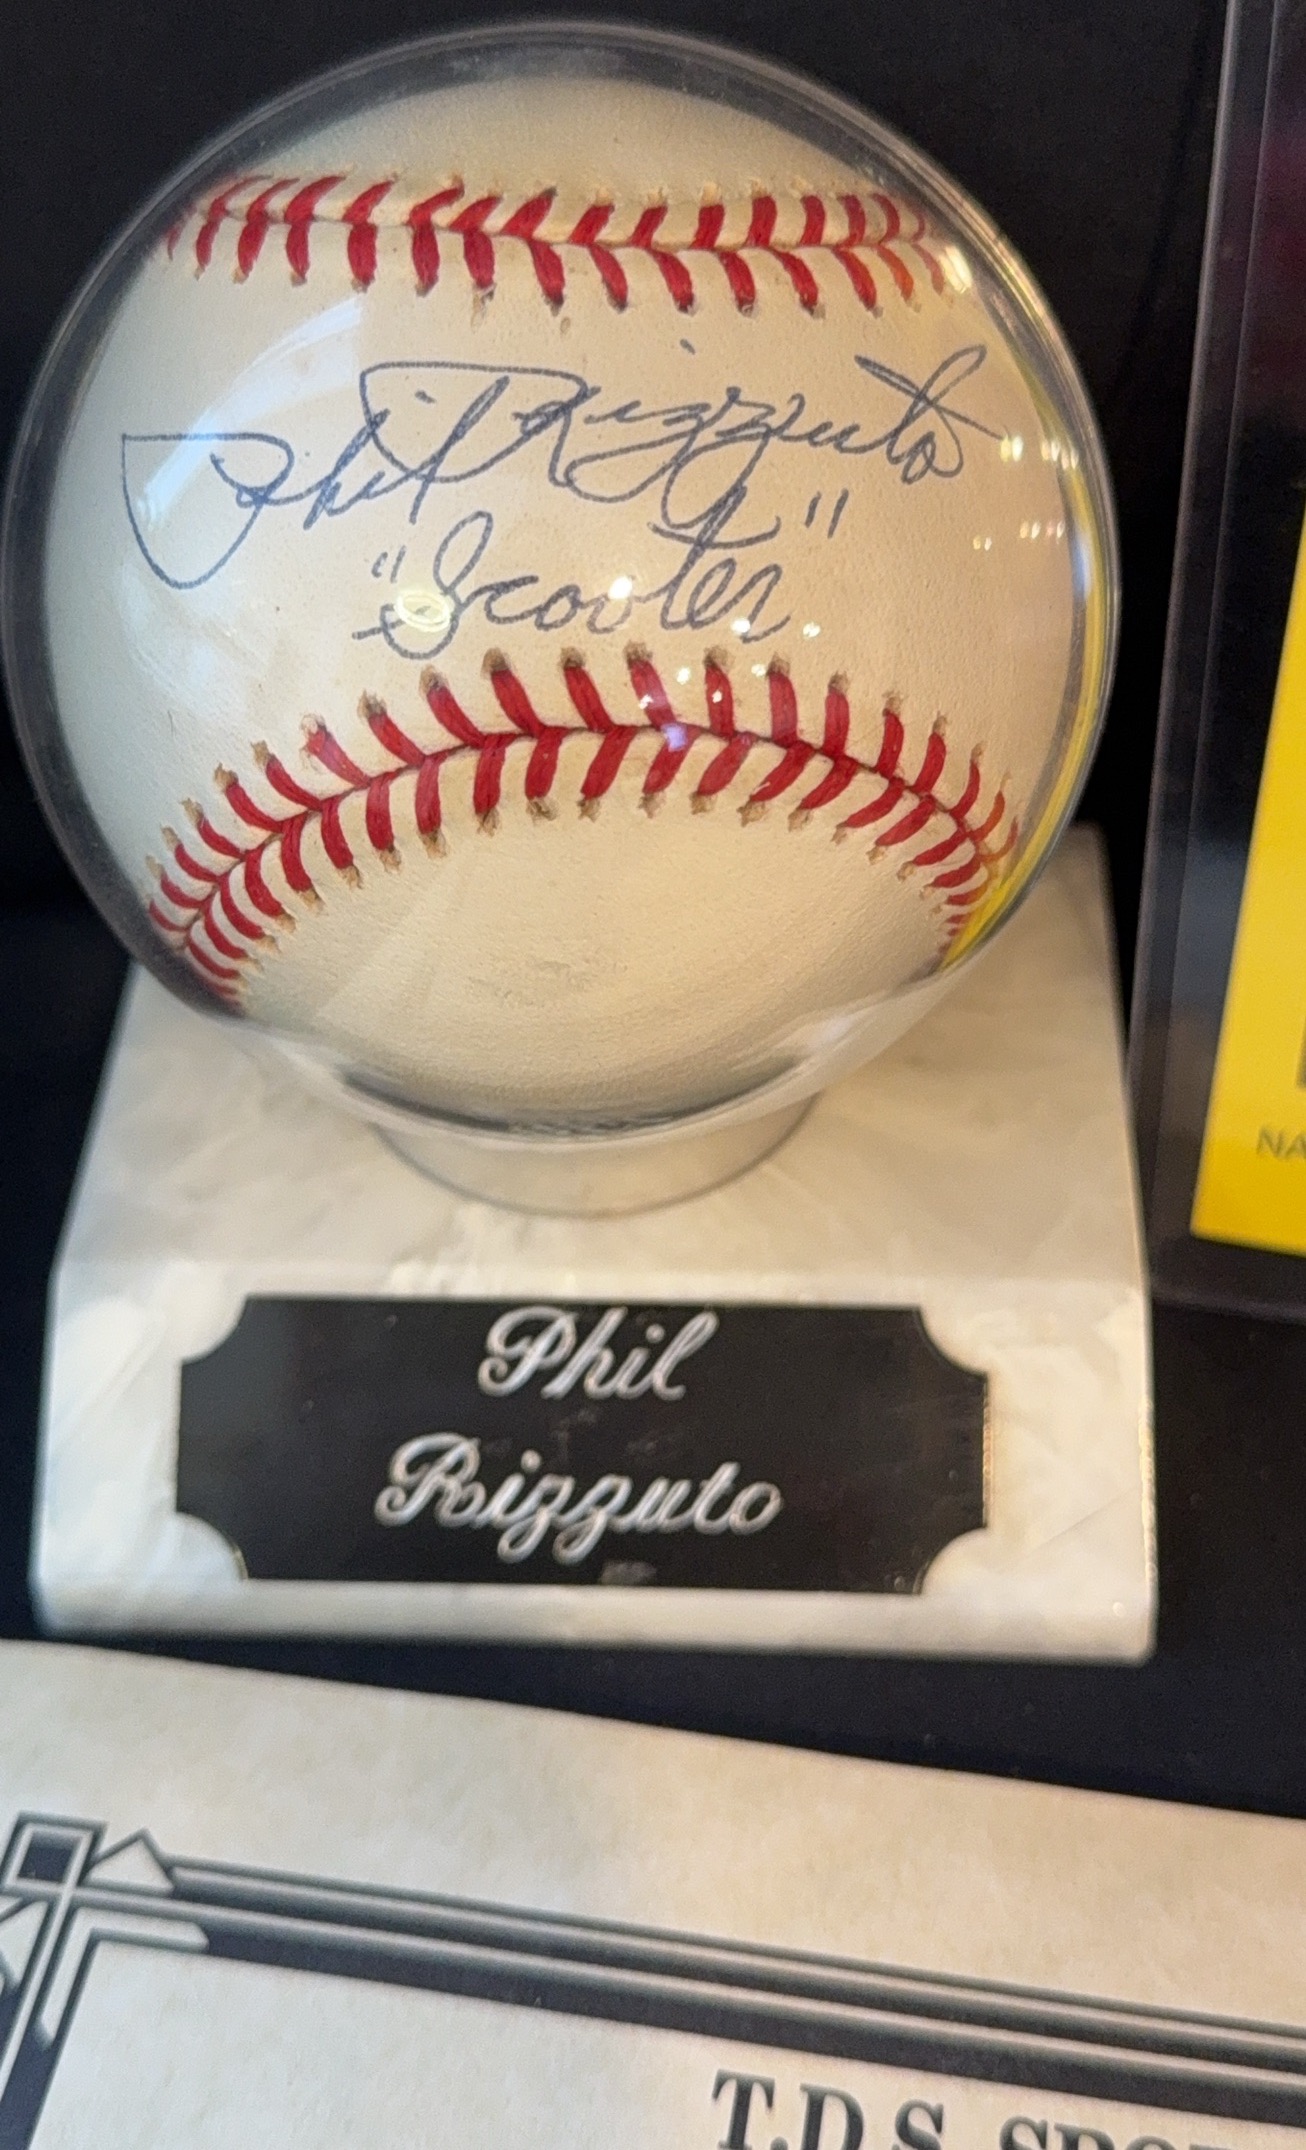 Phil Rizzuto
"Scooter"
Phil
Rizzuto
T.D.S.